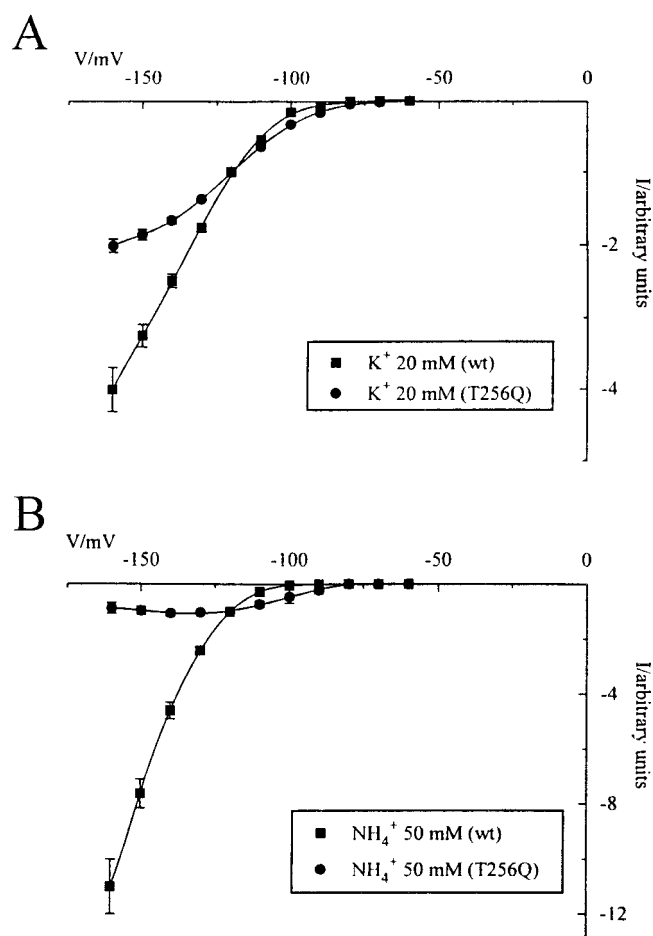 A
V/mV
-150 -100 -50 0
-2
-4
I/arbitrary units
K⁺ 20 mM (wt)
K⁺ 20 mM (T256Q)
B
V/mV
-150 -100 -50 0
-4
-8
-12
I/arbitrary units
NH₄⁺ 50 mM (wt)
NH₄⁺ 50 mM (T256Q)